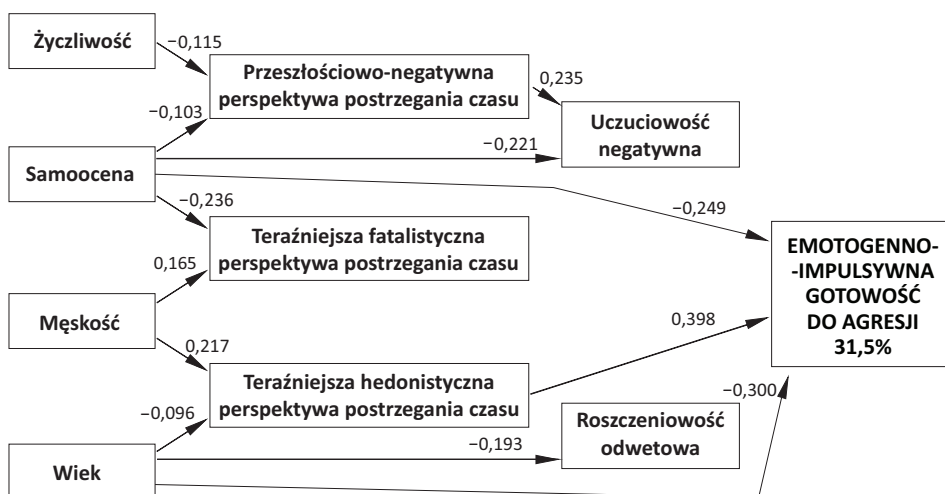 Życzliwość
−0,115
Przeszłościowo-negatywna
perspektywa postrzegania czasu
0,235
Uczuciowość
negatywna
−0,103
−0,221
Samoocena
−0,236
−0,249
Teraźniejsza fatalistyczna
perspektywa postrzegania czasu
EMOTOGENNO-
-IMPULSYWNA
GOTOWOŚĆ
DO AGRESJI
31,5%
0,165
Męskość
0,217
0,398
Teraźniejsza hedonistyczna
perspektywa postrzegania czasu
−0,096
−0,300
Roszczeniowość
odwetowa
−0,193
Wiek